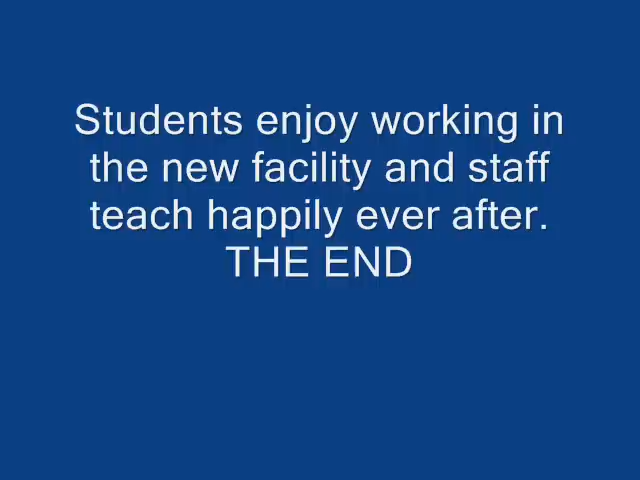 Students enjoy working in
the new facility and staff
teach happily ever after.
THE END